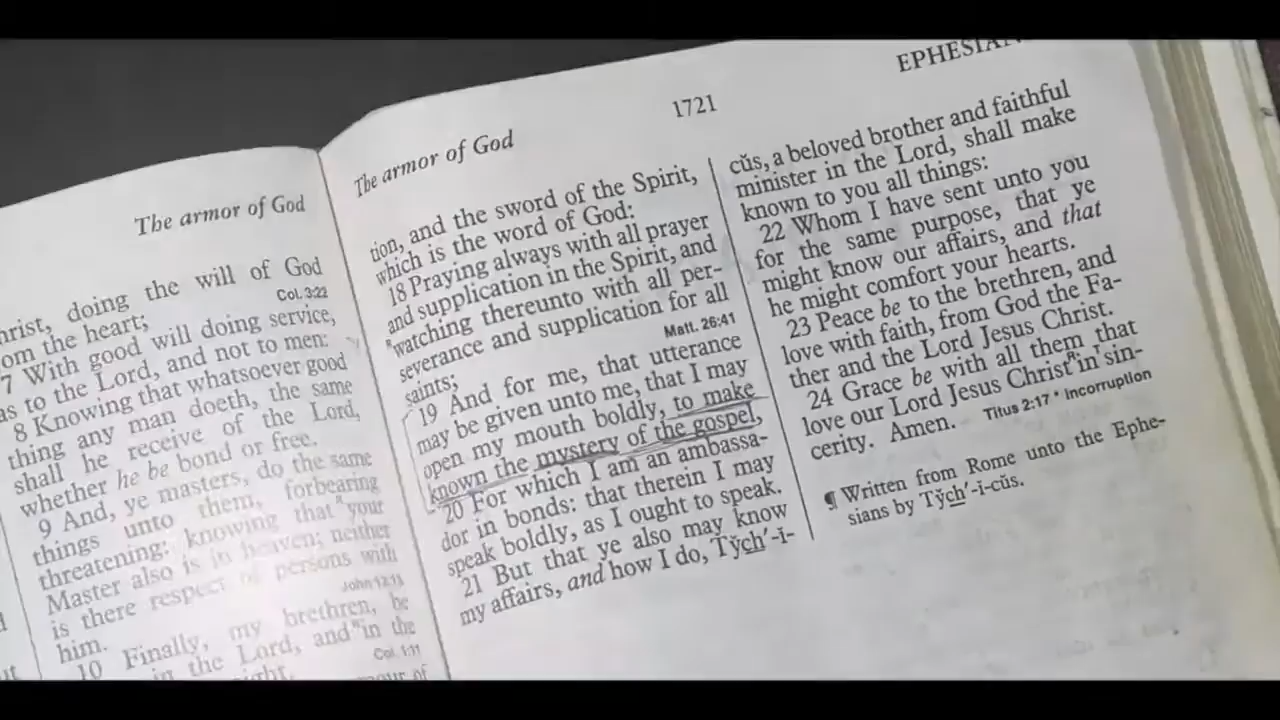 The armor of God
hrist, doing the will of God
Col. 3:22
om the heart;
7 With good will doing service,
as to the Lord, and not to men:
8 Knowing that whatsoever good
thing any man doeth, the same
shall he receive of the Lord,
whether he be bond or free.
9 And, ye masters, do the same
things unto them, forbearing
threatening: knowing that ᴿyour
Master also is in heaven; neither
is there respect of persons with
him.
John 12:15
10 Finally, my brethren, be
in the Lord, and ᴿin the
ight.
Col. 1:11
The armor of God
1721
tion, and the sword of the Spirit,
which is the word of God:
18 Praying always with all prayer
and supplication in the Spirit, and
ᴿwatching thereunto with all per-
severance and supplication for all
saints;
Matt. 26:41
19 And for me, that utterance
may be given unto me, that I may
open my mouth boldly, to make
known the mystery of the gospel,
20 For which I am an ambassa-
dor in bonds: that therein I may
speak boldly, as I ought to speak.
21 But that ye also may know
my affairs, and how I do, Tỹch′-ĭ-
cŭs, a beloved brother and faithful
minister in the Lord, shall make
known to you all things:
22 Whom I have sent unto you
for the same purpose, that ye
might know our affairs, and that
he might comfort your hearts.
23 Peace be to the brethren, and
love with faith, from God the Fa-
ther and the Lord Jesus Christ.
24 Grace be with all them that
love our Lord Jesus Christ ᴿin ᵗsin-
cerity. Amen.
Titus 2:17 • incorruption
¶ Written from Rome unto the Ephe-
sians by Tỹch′-ĭ-cŭs.